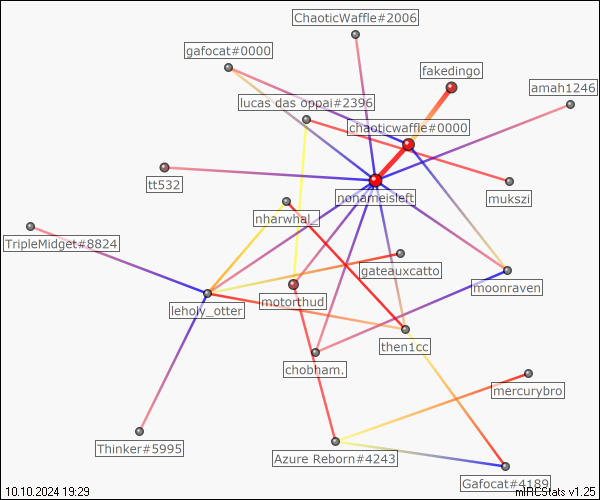 ChaoticWaffle#2006
gafocat#0000
fakedingo
amah1246
lucas das oppai#2396
chaoticwaffle#0000
tt532
nonameisleft
mukszi
nharwhal_
TripleMidget#8824
gateauxcatto
moonraven
motorthud
leholy_otter
then1cc
chobham.
mercurybro
Thinker#5995
Azure Reborn#4243
Gafocat#4189
10.10.2024 19:29
mIRCStats v1.25